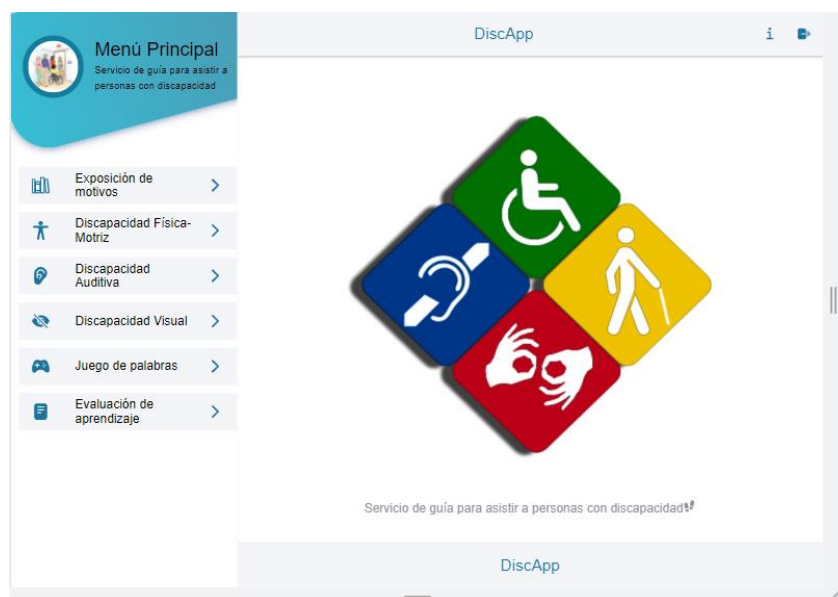 Menú Principal
Servicio de guía para asistir a
personas con discapacidad
Exposición de
motivos
Discapacidad Física-
Motriz
Discapacidad
Auditiva
Discapacidad Visual
Juego de palabras
Evaluación de
aprendizaje
DiscApp
Servicio de guía para asistir a personas con discapacidad
DiscApp